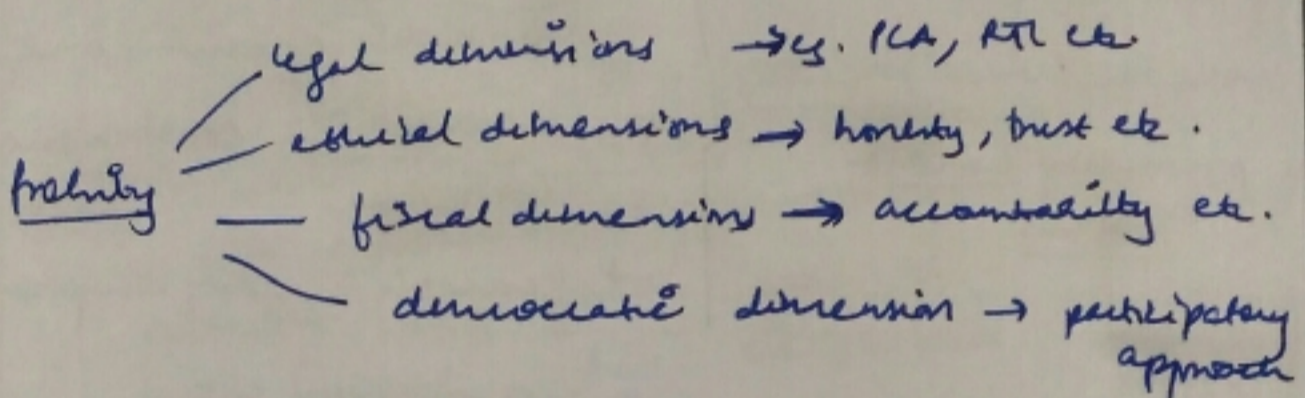 legal dimensions → eg. PCA, RTI etc.
ethical dimensions → honesty, trust etc.
Probity
fiscal dimensions → accountability etc.
democratic dimension → participatory
approach